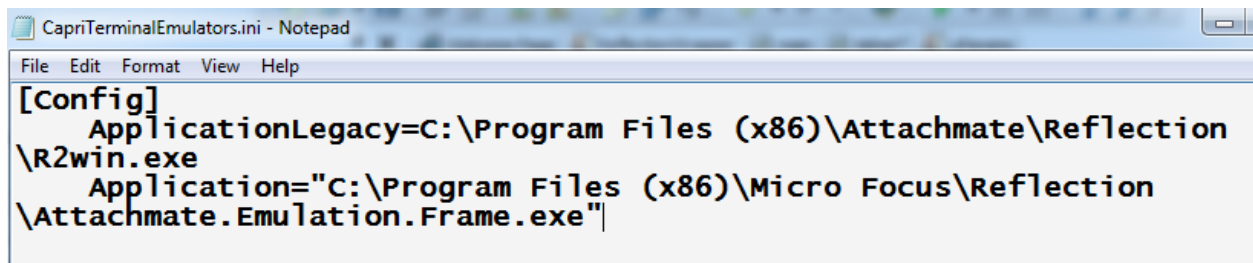 CapriTerminalEmulators.ini - Notepad
File Edit Format View Help
[Config]
    ApplicationLegacy=C:\Program Files (x86)\Attachmate\Reflection
\R2win.exe
    Application="C:\Program Files (x86)\Micro Focus\Reflection
\Attachmate.Emulation.Frame.exe"